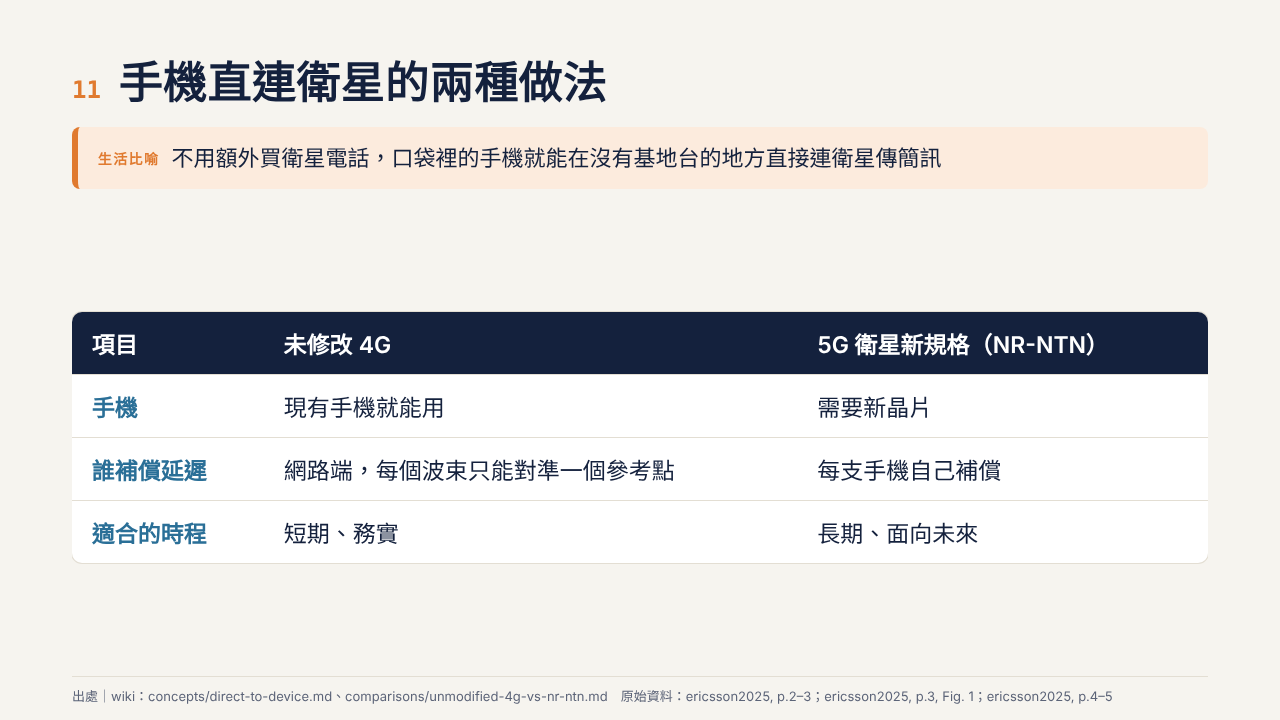 11 手機直連衛星的兩種做法
生活比喻 不用額外買衛星電話，口袋裡的手機就能在沒有基地台的地方直接連衛星傳簡訊
項目 未修改 4G 5G 衛星新規格（NR-NTN）
手機 現有手機就能用 需要新晶片
誰補償延遲 網路端，每個波束只能對準一個參考點 每支手機自己補償
適合的時程 短期、務實 長期、面向未來
出處｜wiki：concepts/direct-to-device.md、comparisons/unmodified-4g-vs-nr-ntn.md 原始資料：ericsson2025, p.2–3；ericsson2025, p.3, Fig. 1；ericsson2025, p.4–5